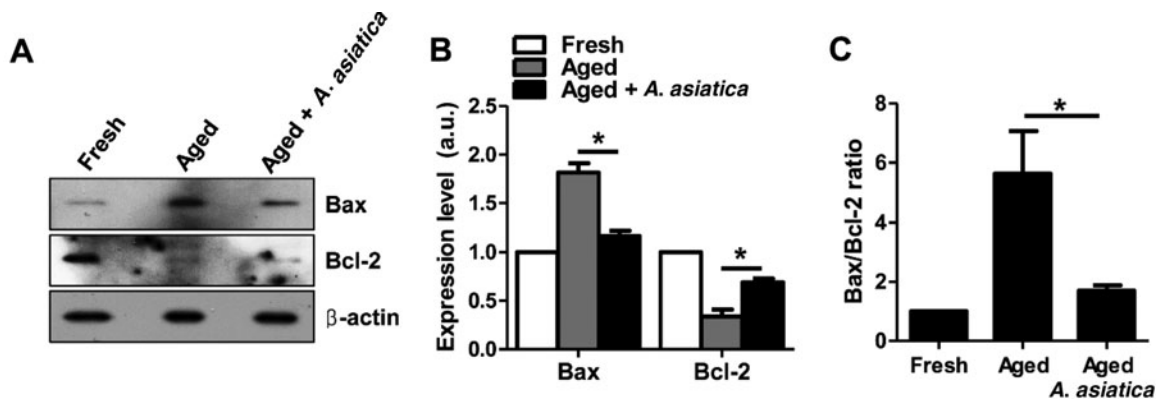 A
Fresh
Aged
Aged + A. asiatica
Bax
Bcl-2
β-actin
B
Fresh
Aged
Aged + A. asiatica
Expression level (a.u.)
2.5
2.0
1.5
1.0
0.5
0.0
*
*
Bax
Bcl-2
C
Bax/Bcl-2 ratio
8
6
4
2
0
*
Fresh
Aged
Aged
A. asiatica